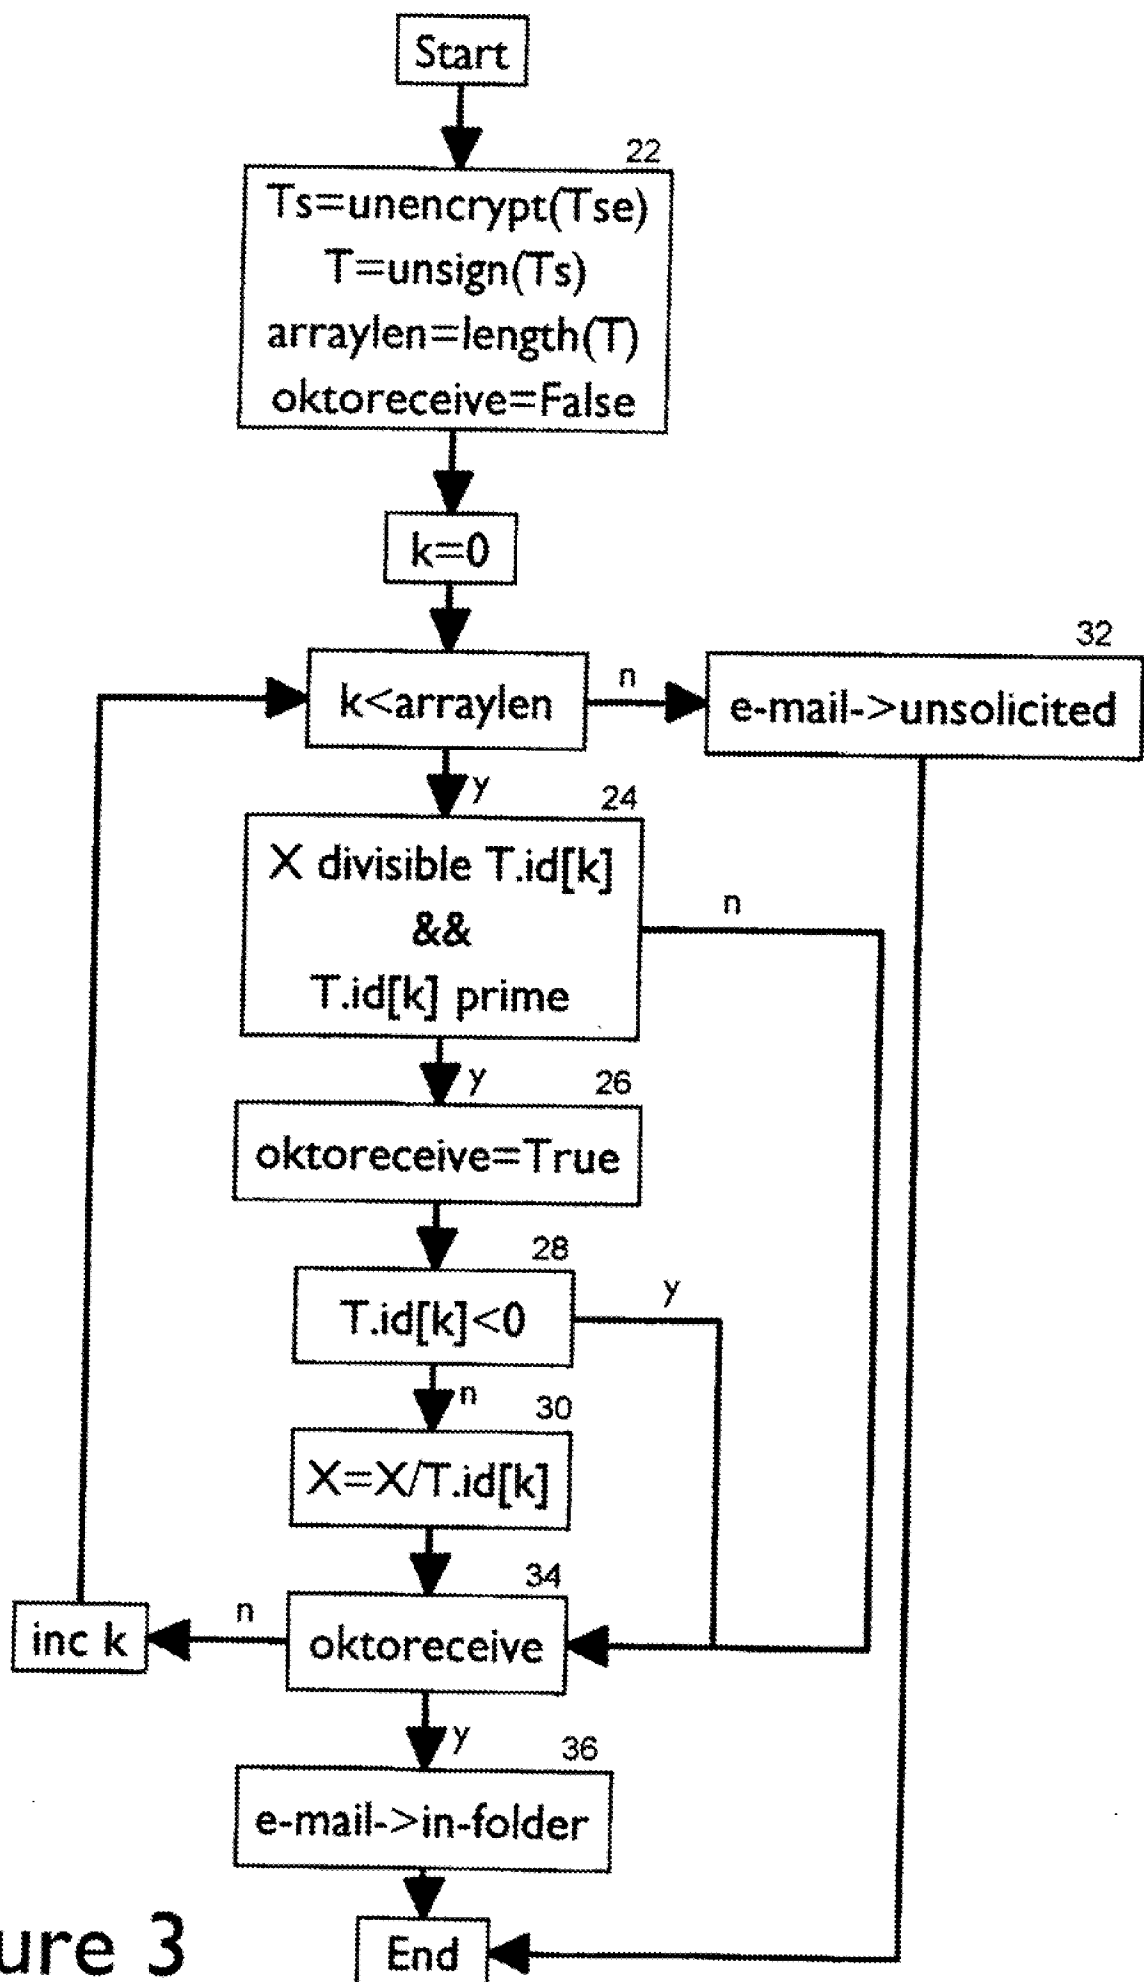 Start
22
Ts=unencrypt(Tse)
T=unsign(Ts)
arraylen=length(T)
oktoreceive=False
k=0
32
k<arraylen
n
e-mail->unsolicited
y
24
X divisible T.id[k]
&&
T.id[k] prime
n
y
26
oktoreceive=True
28
T.id[k]<0
y
n
30
X=X/T.id[k]
34
inc k
n
oktoreceive
y
36
e-mail->in-folder
End
ure 3